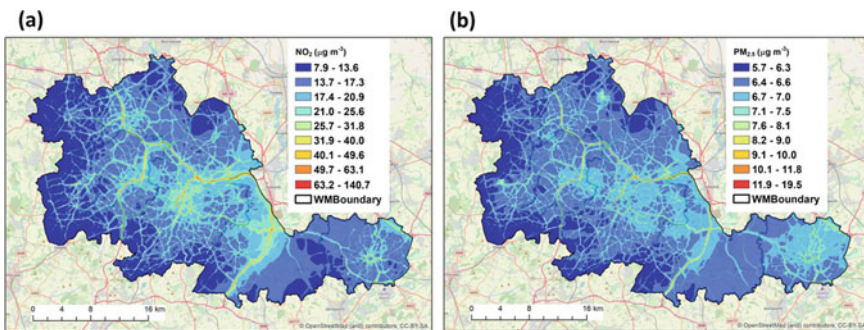 (a)
NO₂ (µg m⁻³)
7.9 - 13.6
13.7 - 17.3
17.4 - 20.9
21.0 - 25.6
25.7 - 31.8
31.9 - 40.0
40.1 - 49.6
49.7 - 63.1
63.2 - 140.7
WMBoundary
0 4 8 16 km
© OpenStreetMap (and) contributors, CC-BY-SA
(b)
PM₂.₅ (µg m⁻³)
5.7 - 6.3
6.4 - 6.6
6.7 - 7.0
7.1 - 7.5
7.6 - 8.1
8.2 - 9.0
9.1 - 10.0
10.1 - 11.8
11.9 - 19.5
WMBoundary
0 4 8 16 km
© OpenStreetMap (and) contributors, CC-BY-SA